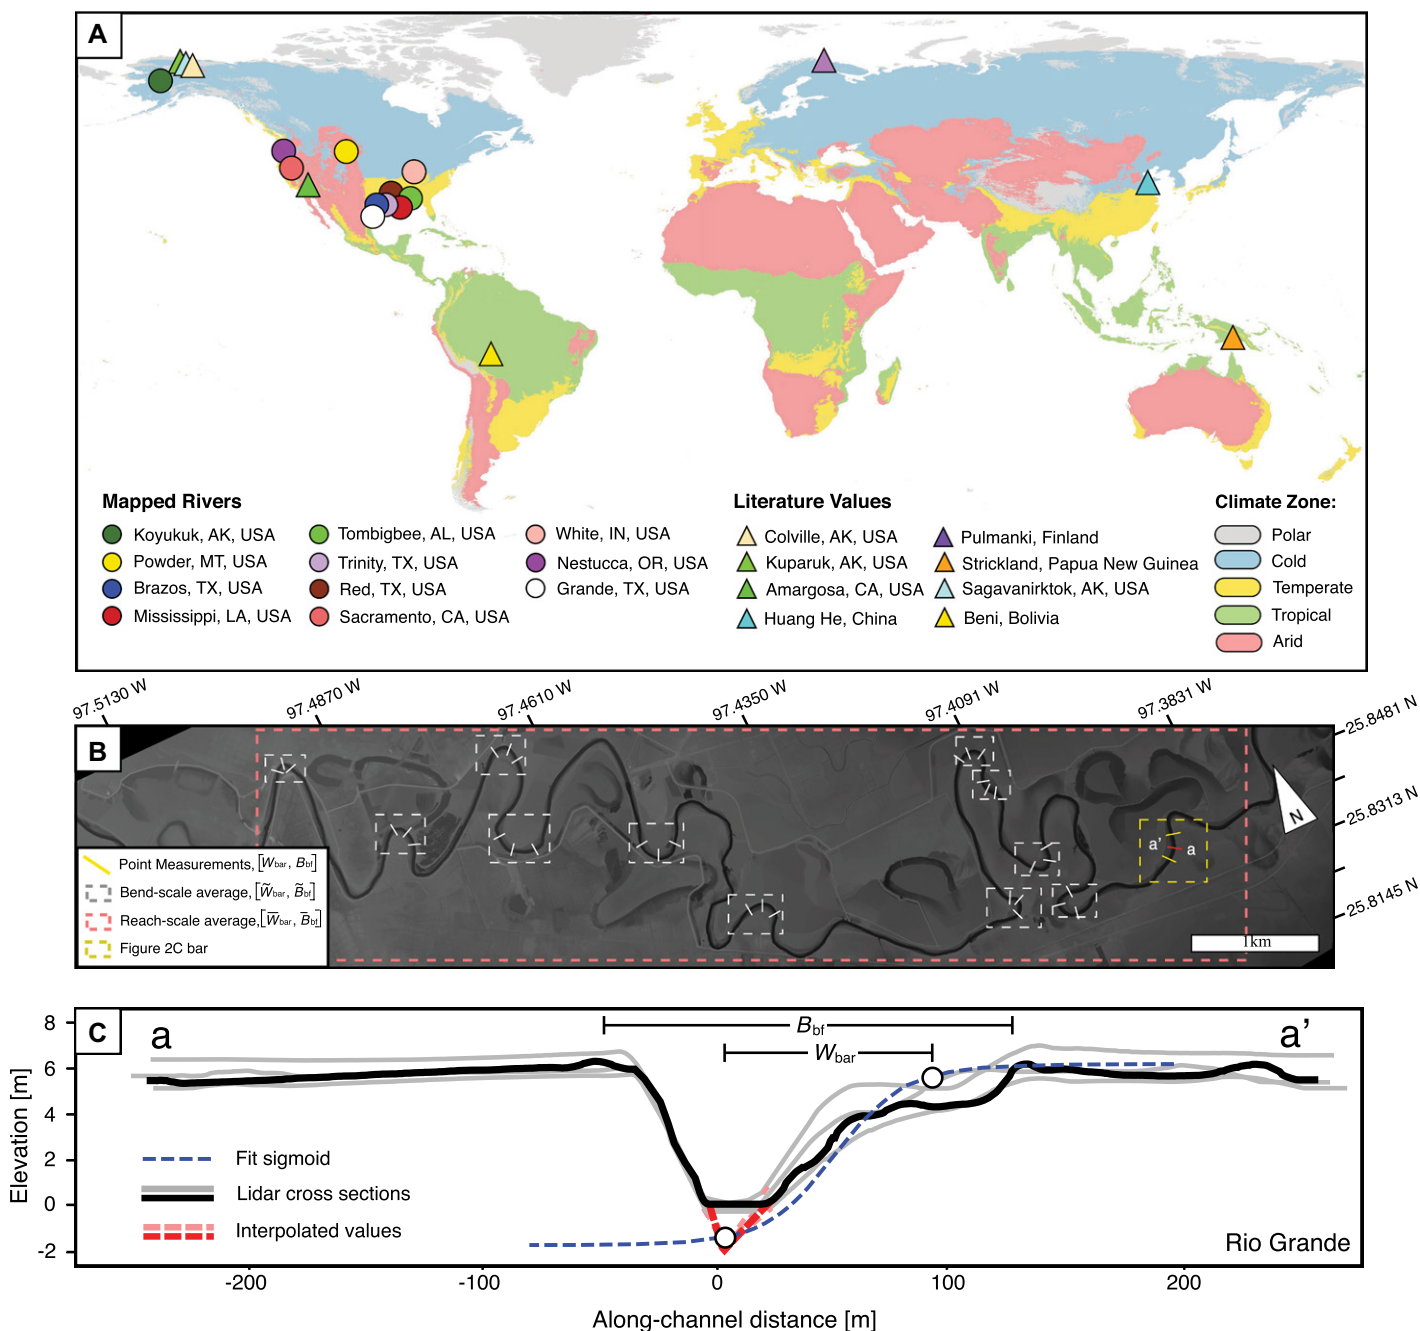 A
Mapped Rivers
Koyukuk, AK, USA
Powder, MT, USA
Brazos, TX, USA
Mississippi, LA, USA
Tombigbee, AL, USA
Trinity, TX, USA
Red, TX, USA
Sacramento, CA, USA
White, IN, USA
Nestucca, OR, USA
Grande, TX, USA
Literature Values
Colville, AK, USA
Kuparuk, AK, USA
Amargosa, CA, USA
Huang He, China
Pulmanki, Finland
Strickland, Papua New Guinea
Sagavanirktok, AK, USA
Beni, Bolivia
Climate Zone:
Polar
Cold
Temperate
Tropical
Arid
97.5130 W
97.4870 W
97.4610 W
97.4350 W
97.4091 W
97.3831 W
25.8481 N
25.8313 N
25.8145 N
B
N
a' a
1km
Point Measurements, [Wbar, Bbf]
Bend-scale average, [W̃bar, B̃bf]
Reach-scale average, [W̅bar, B̅bf]
Figure 2C bar
C
a
a'
Bbf
Wbar
8
6
4
2
0
-2
Elevation [m]
Fit sigmoid
Lidar cross sections
Interpolated values
Rio Grande
-200
-100
0
100
200
Along-channel distance [m]